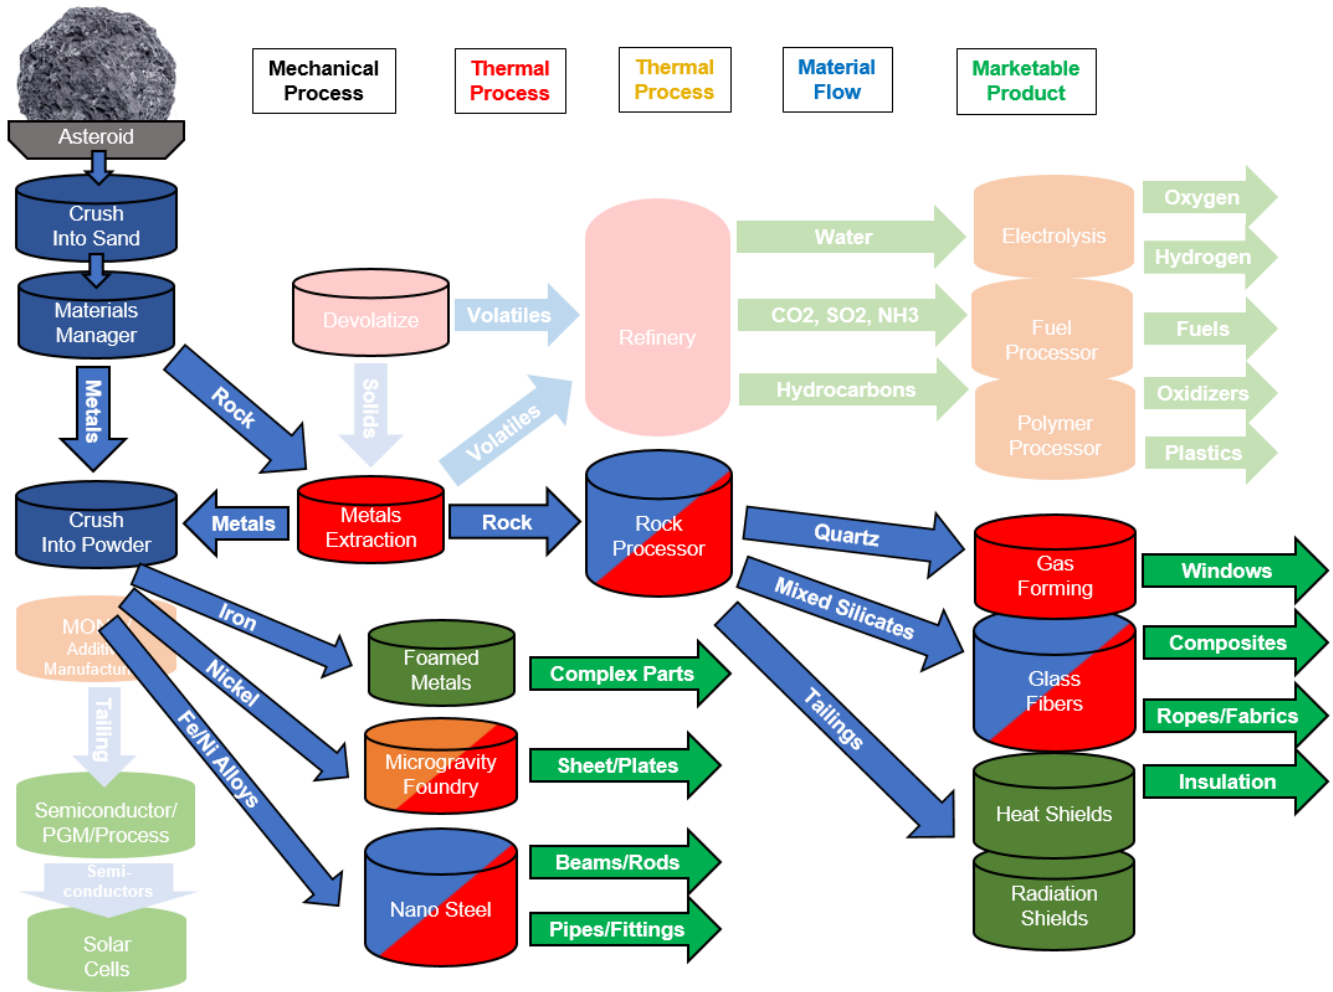 Mechanical
Process
Thermal
Process
Thermal
Process
Material
Flow
Marketable
Product
Asteroid
Crush
Into Sand
Materials
Manager
Metals
Rock
Devolatize
Volatiles
Solids
Volatiles
Refinery
Water
CO2, SO2, NH3
Hydrocarbons
Electrolysis
Fuel
Processor
Polymer
Processor
Oxygen
Hydrogen
Fuels
Oxidizers
Plastics
Crush
Into Powder
Metals
Metals
Extraction
Rock
Rock
Processor
Quartz
Mixed Silicates
Tailings
Gas
Forming
Glass
Fibers
Heat Shields
Radiation
Shields
Windows
Composites
Ropes/Fabrics
Insulation
Iron
Nickel
Fe/Ni Alloys
Foamed
Metals
Complex Parts
Microgravity
Foundry
Sheet/Plates
Nano Steel
Beams/Rods
Pipes/Fittings
Tailing
Semiconductor/
PGM/Process
Semi-
conductors
Solar
Cells